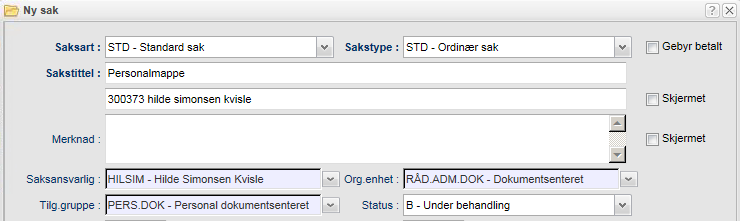 Ny sak
Saksart : STD - Standard sak Sakstype : STD - Ordinær sak Gebyr betalt
Sakstittel : Personalmappe
300373 hilde simonsen kvisle Skjermet
Merknad : Skjermet
Saksansvarlig : HILSIM - Hilde Simonsen Kvisle Org.enhet : RÅD.ADM.DOK - Dokumentsenteret
Tilg.gruppe : PERS.DOK - Personal dokumentsenteret Status : B - Under behandling